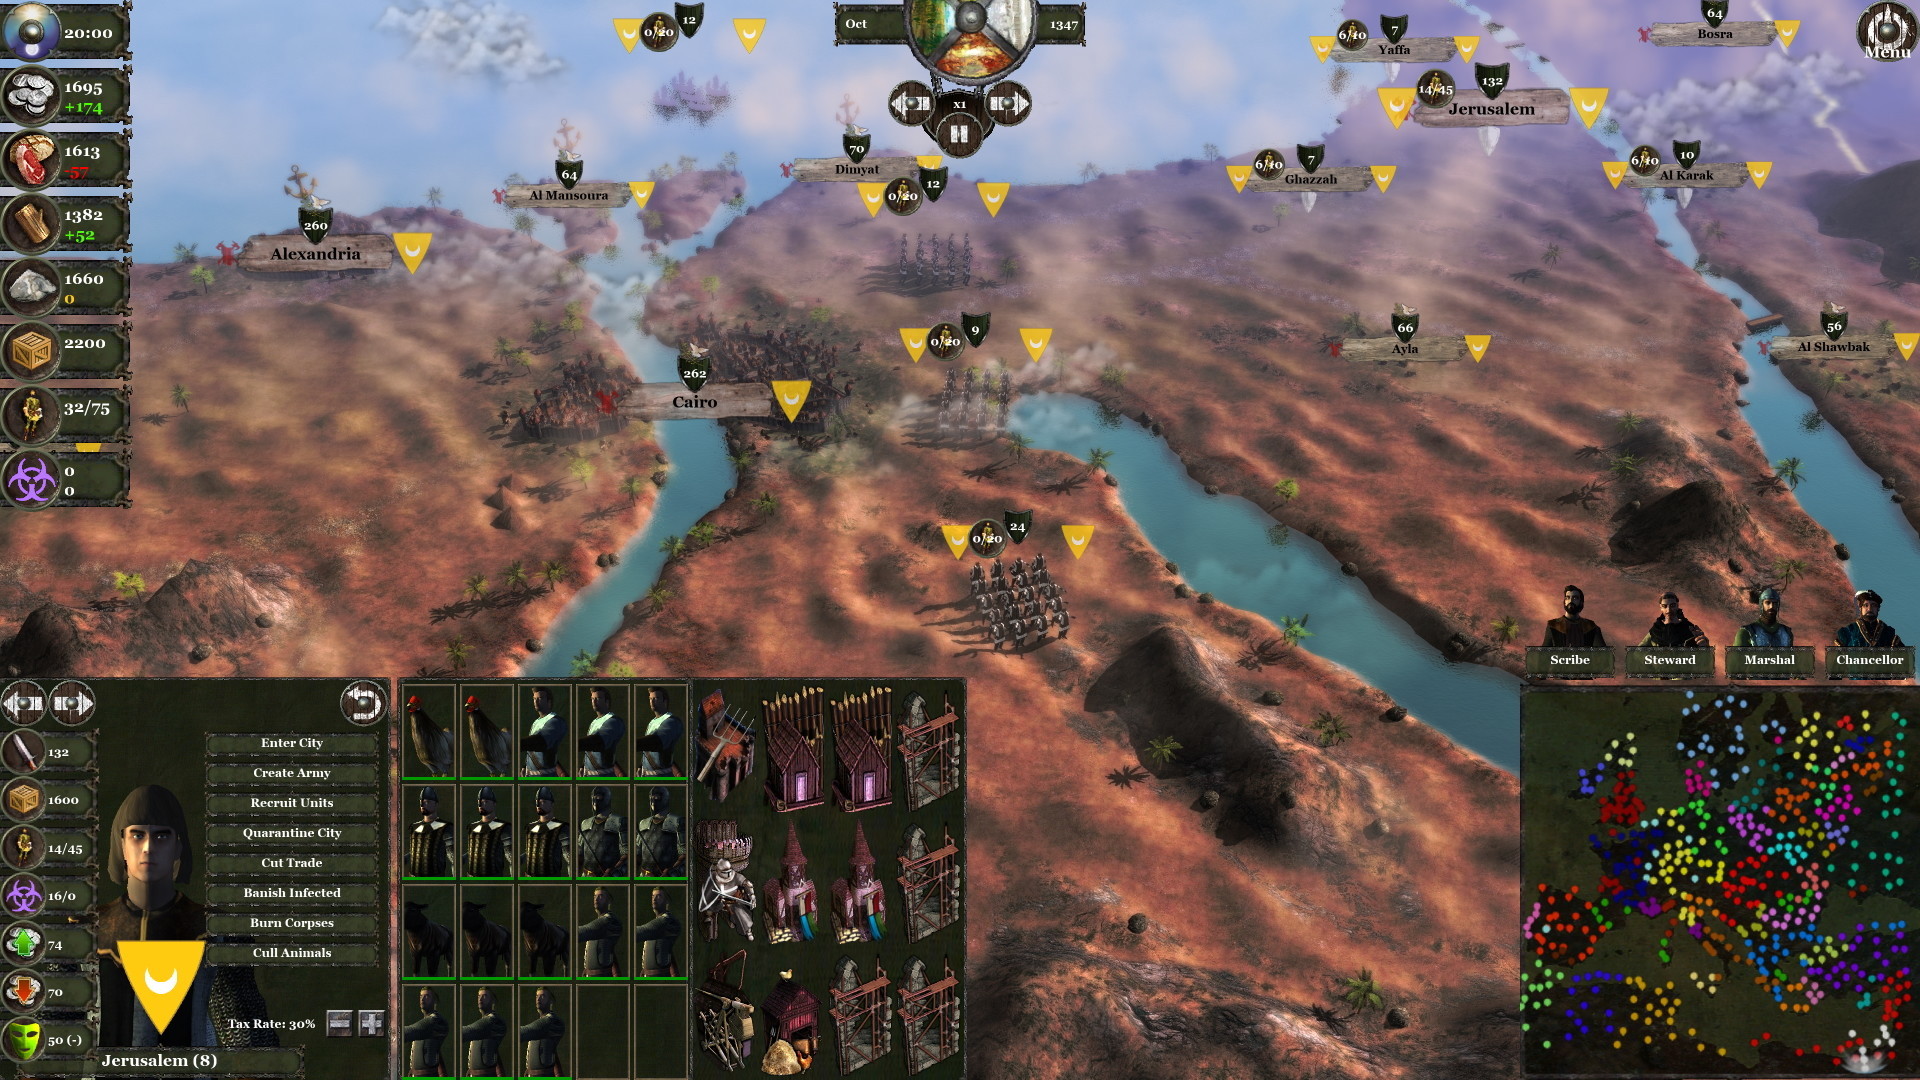 20:00
1695
+174
1613
-57
1382
+52
1660
0
2200
32/75
0
0
0/20
12
Oct
1347
x1
6/10
7
Yaffa
64
Bosra
Menu
14/45
132
Jerusalem
260
Alexandria
64
Al Mansoura
70
Dimyat
0/20
12
6/10
7
Ghazzah
6/10
10
Al Karak
262
Cairo
0/20
9
66
Ayla
56
Al Shawbak
0/20
24
Scribe
Steward
Marshal
Chancellor
132
1600
14/45
16/0
74
70
50 (-)
Enter City
Create Army
Recruit Units
Quarantine City
Cut Trade
Banish Infected
Burn Corpses
Cull Animals
Tax Rate: 30%
Jerusalem (8)